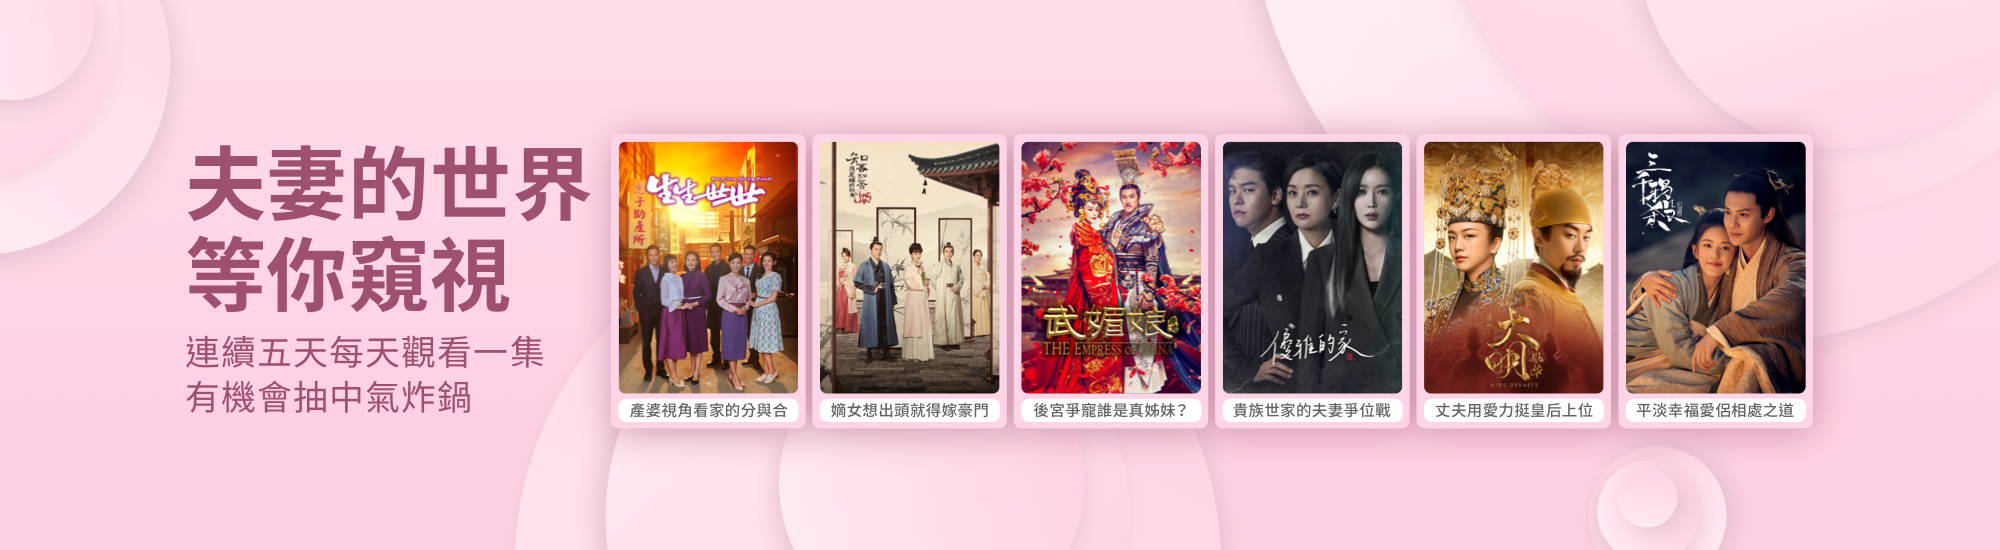 夫妻的世界
等你窺視
連續五天每天觀看一集
有機會抽中氣炸鍋
生生世世
惠子助產所
產婆視角看家的分與合
知否知否
嫡女想出頭就得嫁豪門
武媚娘
THE EMPRESS OF CHINA
後宮爭寵誰是真姊妹？
優雅的家
貴族世家的夫妻爭位戰
大明
風華
MING DYNASTY
丈夫用愛力挺皇后上位
三千鴉殺
平淡幸福愛侶相處之道